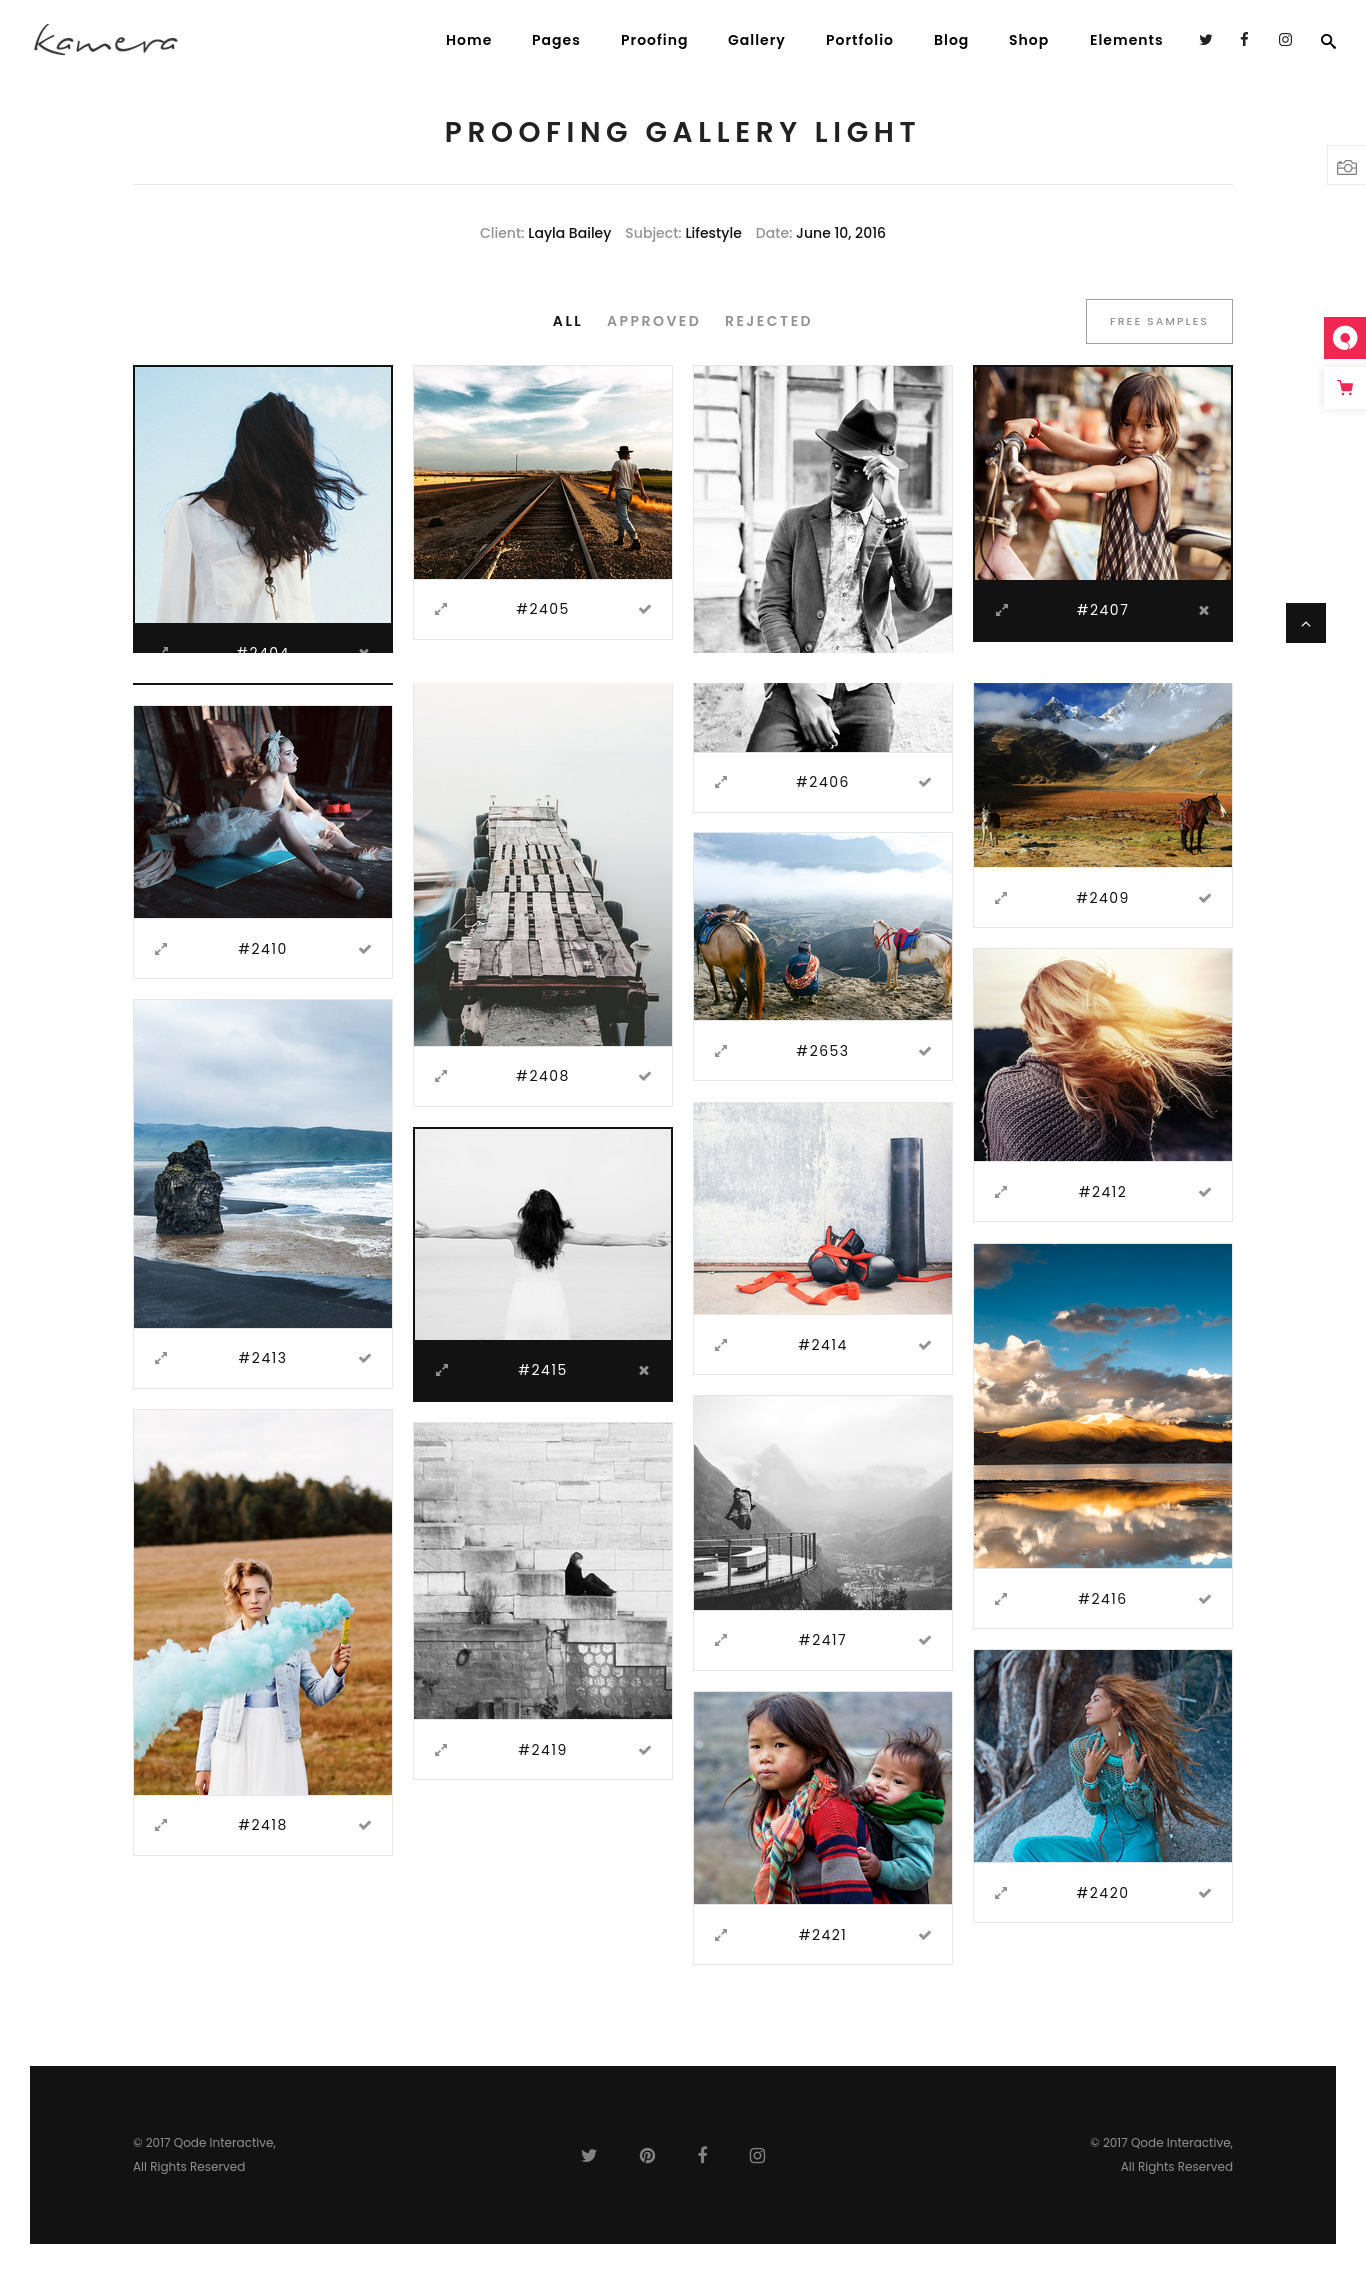 kamera
Home Pages Proofing Gallery Portfolio Blog Shop Elements
PROOFING GALLERY LIGHT
Client: Layla Bailey Subject: Lifestyle Date: June 10, 2016
ALL APPROVED REJECTED
FREE SAMPLES
#2404
#2405
#2407
#2406
#2410
#2409
#2408
#2653
#2412
#2413
#2415
#2414
#2416
#2417
#2418
#2419
#2420
#2421
© 2017 Qode Interactive,
All Rights Reserved
© 2017 Qode Interactive,
All Rights Reserved